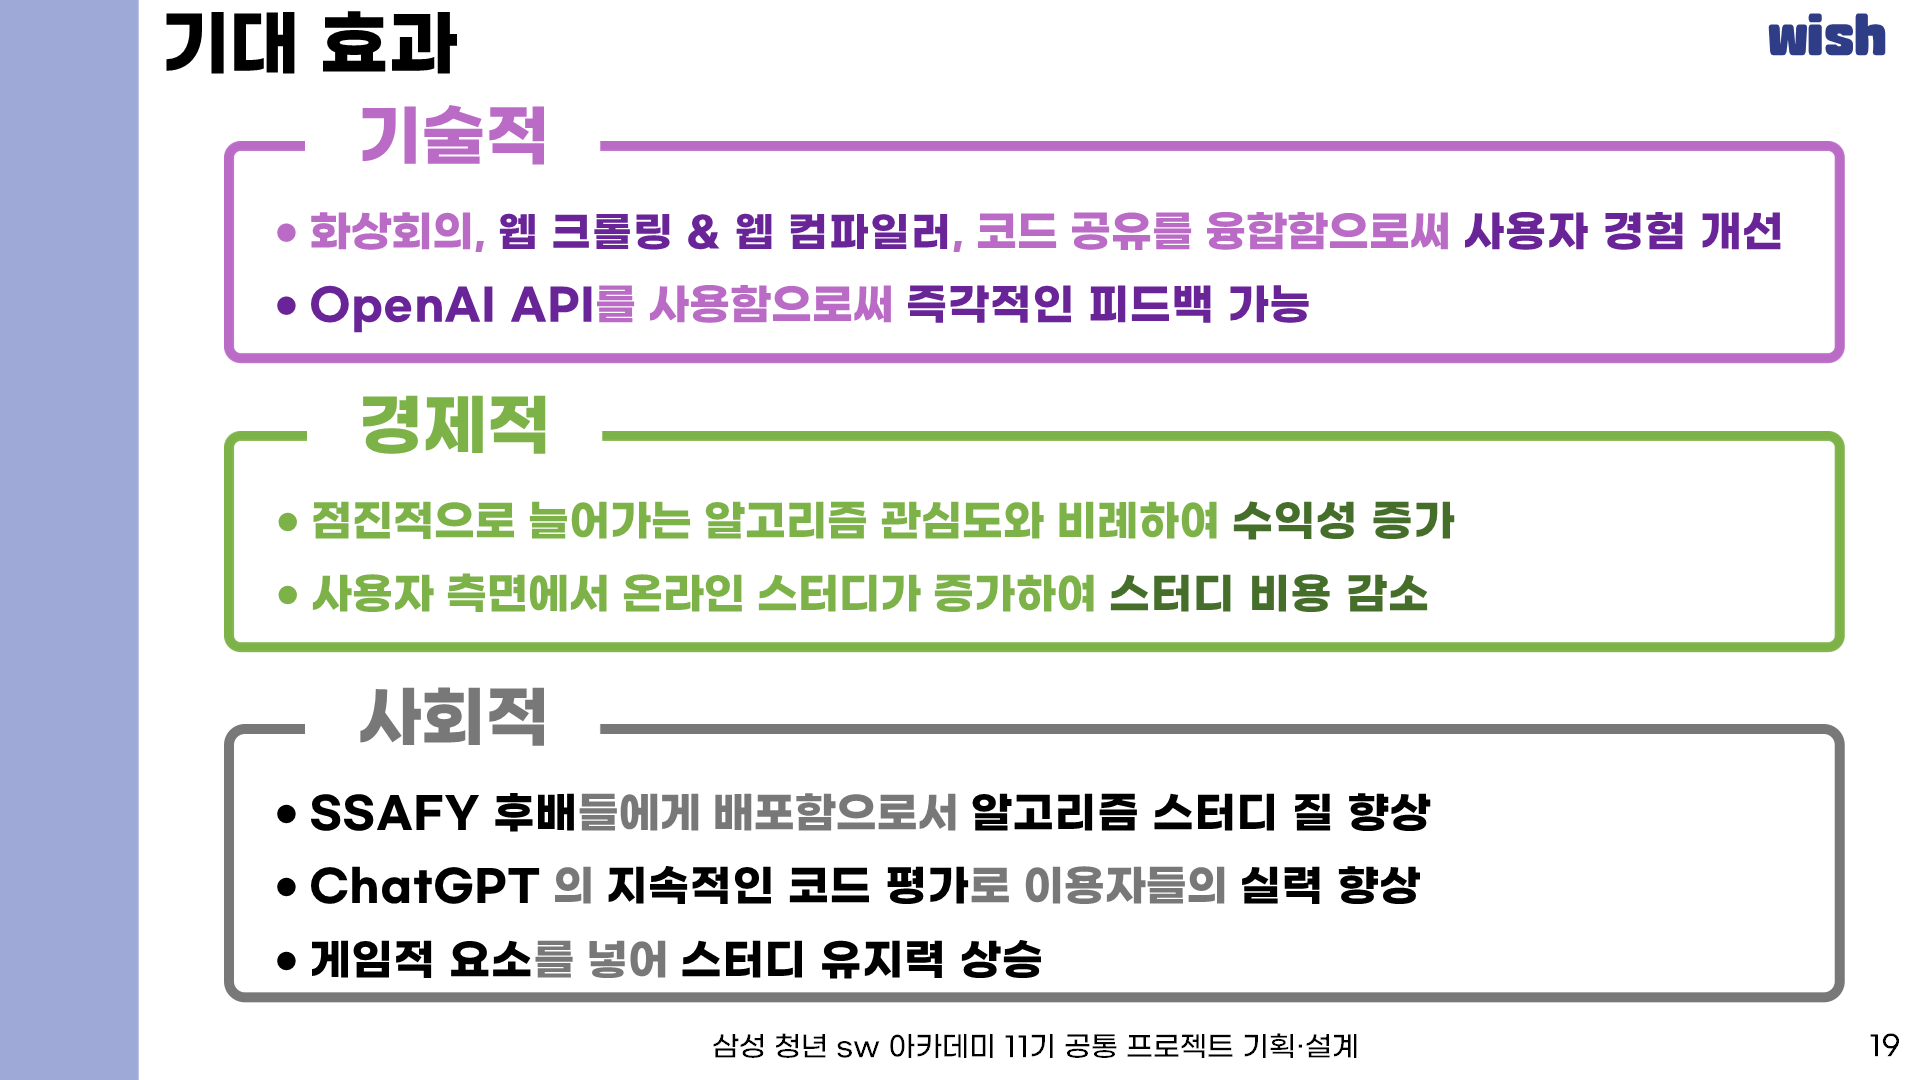 기대 효과
wish
기술적
• 화상회의, 웹 크롤링 & 웹 컴파일러, 코드 공유를 융합함으로써 사용자 경험 개선
• OpenAI API를 사용함으로써 즉각적인 피드백 가능
경제적
• 점진적으로 늘어가는 알고리즘 관심도와 비례하여 수익성 증가
• 사용자 측면에서 온라인 스터디가 증가하여 스터디 비용 감소
사회적
• SSAFY 후배들에게 배포함으로서 알고리즘 스터디 질 향상
• ChatGPT 의 지속적인 코드 평가로 이용자들의 실력 향상
• 게임적 요소를 넣어 스터디 유지력 상승
삼성 청년 sw 아카데미 11기 공통 프로젝트 기획·설계
19